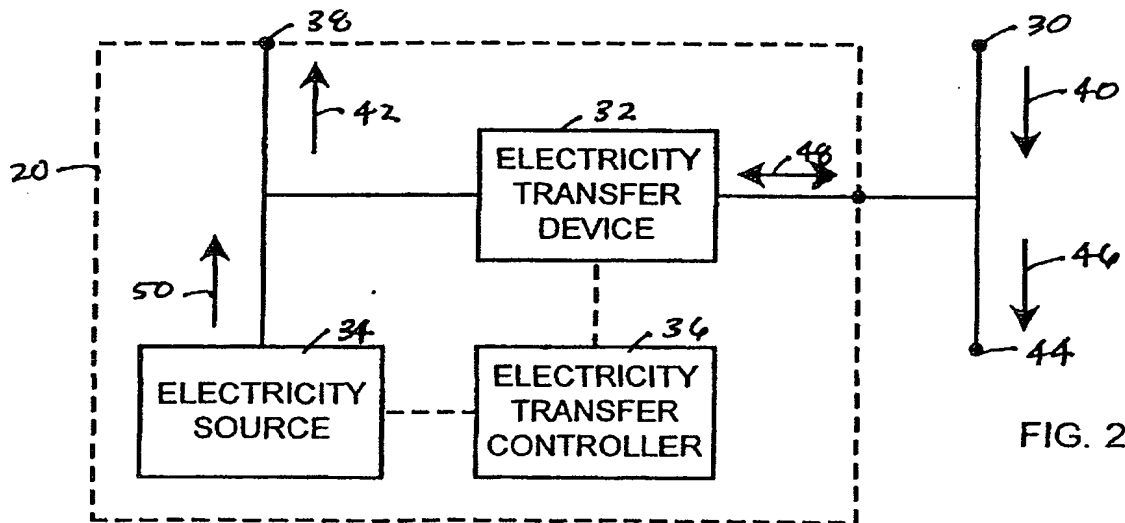 38
30
42
40
32
20
ELECTRICITY
TRANSFER
DEVICE
48
46
50
34
36
44
ELECTRICITY
SOURCE
ELECTRICITY
TRANSFER
CONTROLLER
FIG. 2